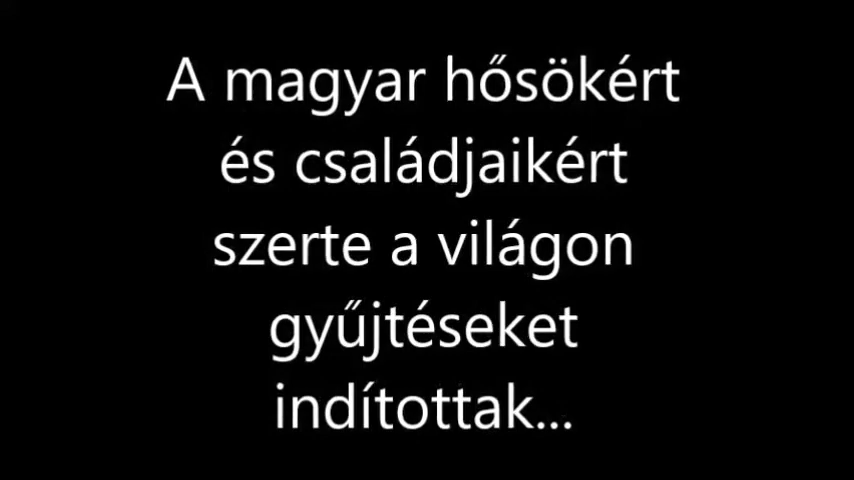 A magyar hősökért
és családjaikért
szerte a világon
gyűjtéseket
indítottak...